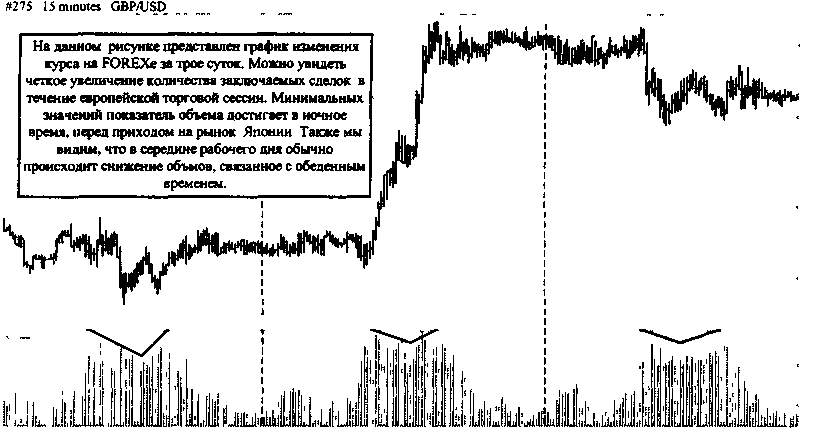 #275 15 minutes GBP/USD
На данном рисунке представлен график изменения
курса на FOREXе за трое суток. Можно увидеть
четкое увеличение количества заключаемых сделок в
течение европейской торговой сессии. Минимальных
значений показатель объема достигает в ночное
время, перед приходом на рынок Японии Также мы
видим, что в середине рабочего дня обычно
происходит снижение объмов, связанное с обеденным
временем.